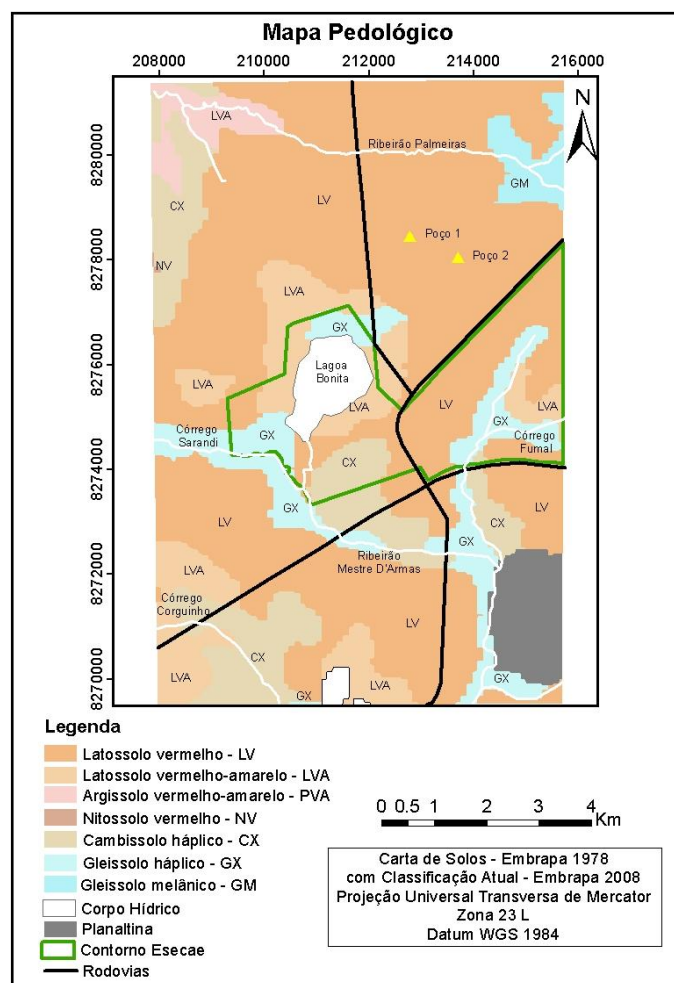 Mapa Pedológico
208000 210000 212000 214000 216000
N
8280000
8278000
8276000
8274000
8272000
8270000
LVA
Ribeirão Palmeiras
GM
CX
LV
Poço 1
Poço 2
NV
LVA
GX
Lagoa
Bonita
LVA
LVA
LV
LVA
GX
Córrego
Sarandi
GX
Córrego
Fumal
CX
GX
LV
CX
LV
GX
Ribeirão
Mestre D'Armas
LVA
Córrego
Corguinho
LV
CX
LVA
GX
LVA
GX
Legenda
Latossolo vermelho - LV
Latossolo vermelho-amarelo - LVA
Argissolo vermelho-amarelo - PVA
Nitossolo vermelho - NV
Cambissolo háplico - CX
Gleissolo háplico - GX
Gleissolo melânico - GM
Corpo Hídrico
Planaltina
Contorno Esecae
Rodovias
0 0.5 1 2 3 4
Km
Carta de Solos - Embrapa 1978
com Classificação Atual - Embrapa 2008
Projeção Universal Transversa de Mercator
Zona 23 L
Datum WGS 1984